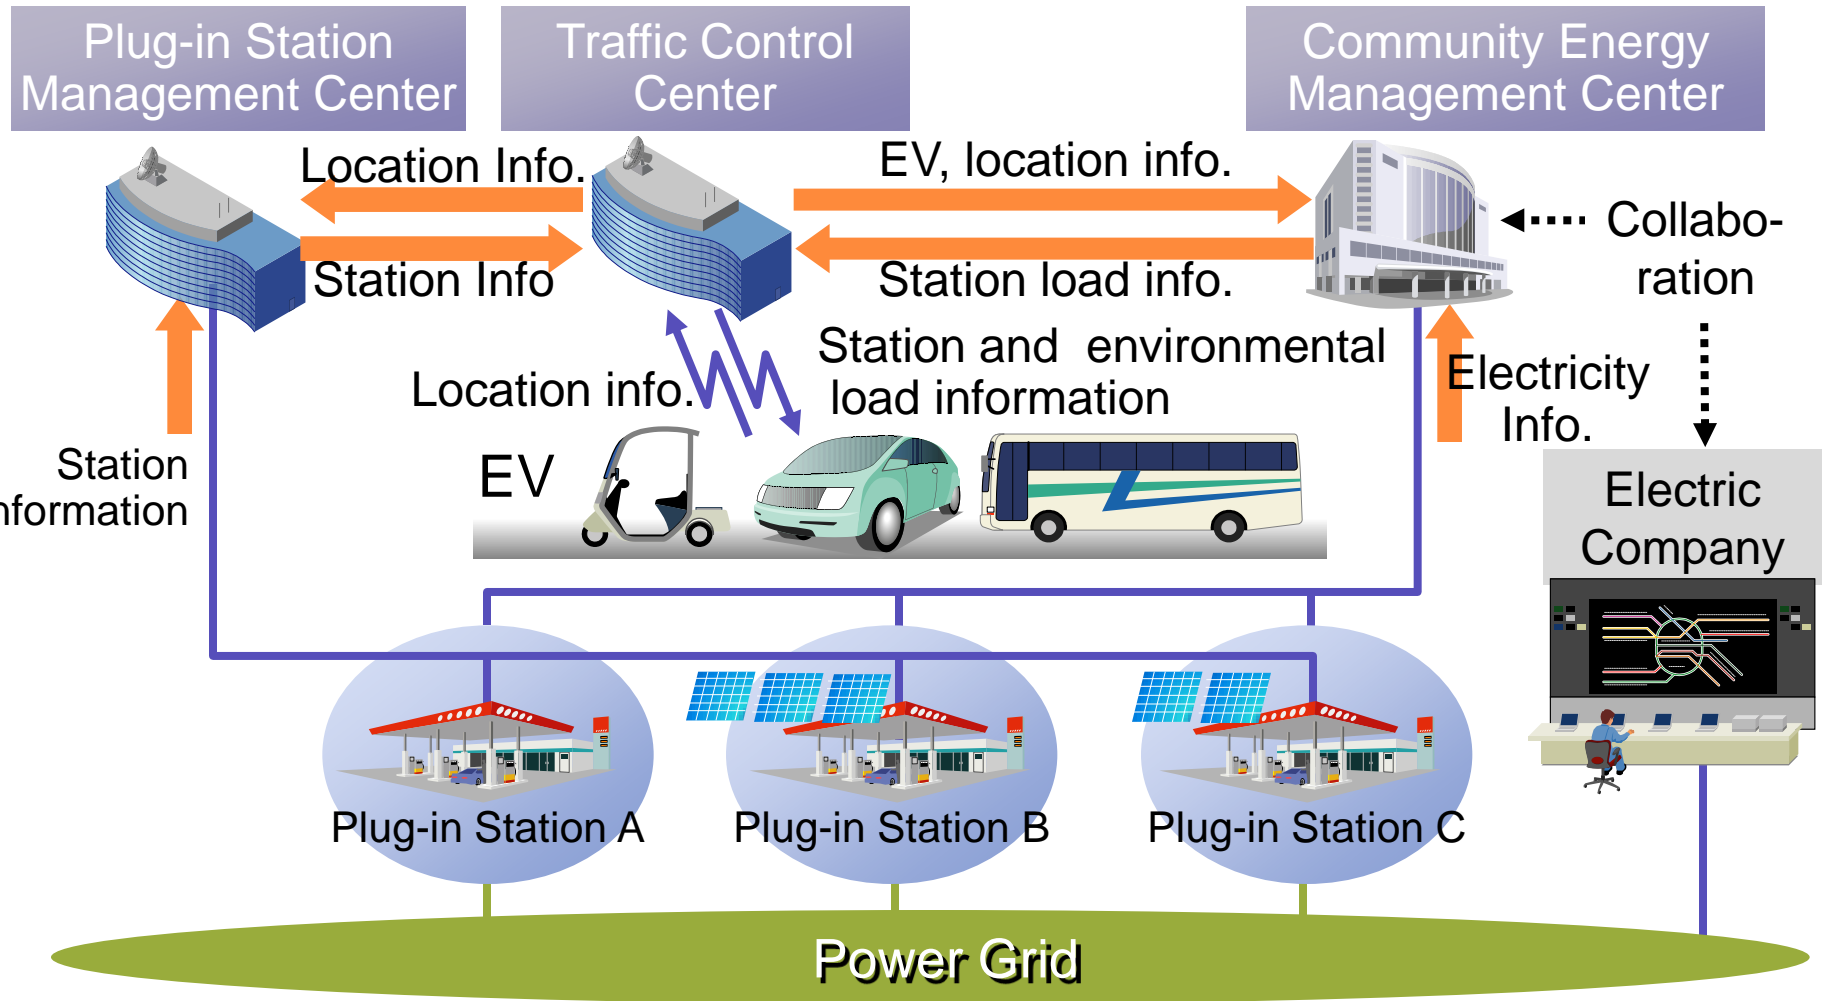 Plug-in Station
Management Center
Traffic Control
Center
Community Energy
Management Center
Location Info.
EV, location info.
Station Info
Station load info.
Collabo-
ration
Location info.
Station and environmental
load information
Electricity
Info.
Station
nformation
EV
Electric
Company
Plug-in Station A
Plug-in Station B
Plug-in Station C
Power Grid